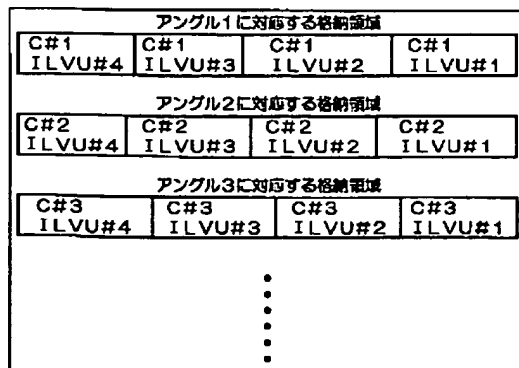 アングル1に対応する格納領域
C#1 C#1 C#1 C#1
ILVU#4 ILVU#3 ILVU#2 ILVU#1
アングル2に対応する格納領域
C#2 C#2 C#2 C#2
ILVU#4 ILVU#3 ILVU#2 ILVU#1
アングル3に対応する格納領域
C#3 C#3 C#3 C#3
ILVU#4 ILVU#3 ILVU#2 ILVU#1